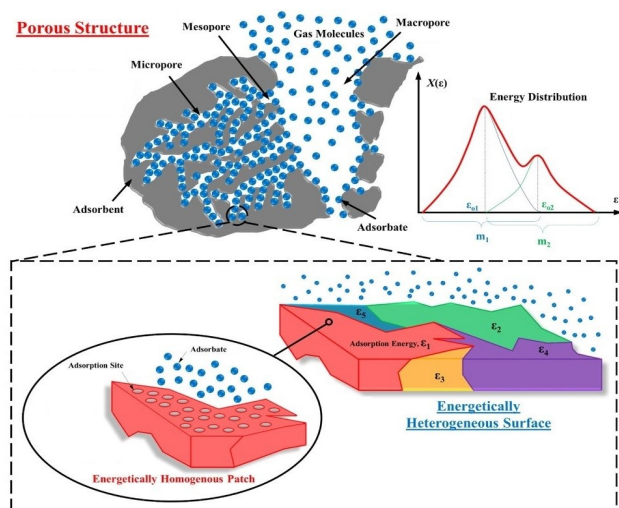 Porous Structure
Mesopore
Gas Molecules
Macropore
Micropore
Adsorbent
Adsorbate
X(ε)
Energy Distribution
ε
εo1
εo2
m1
m2
Adsorbate
Adsorption Site
Energetically Homogenous Patch
ε5
ε2
Adsorption Energy, ε1
ε4
ε3
Energetically
Heterogeneous Surface